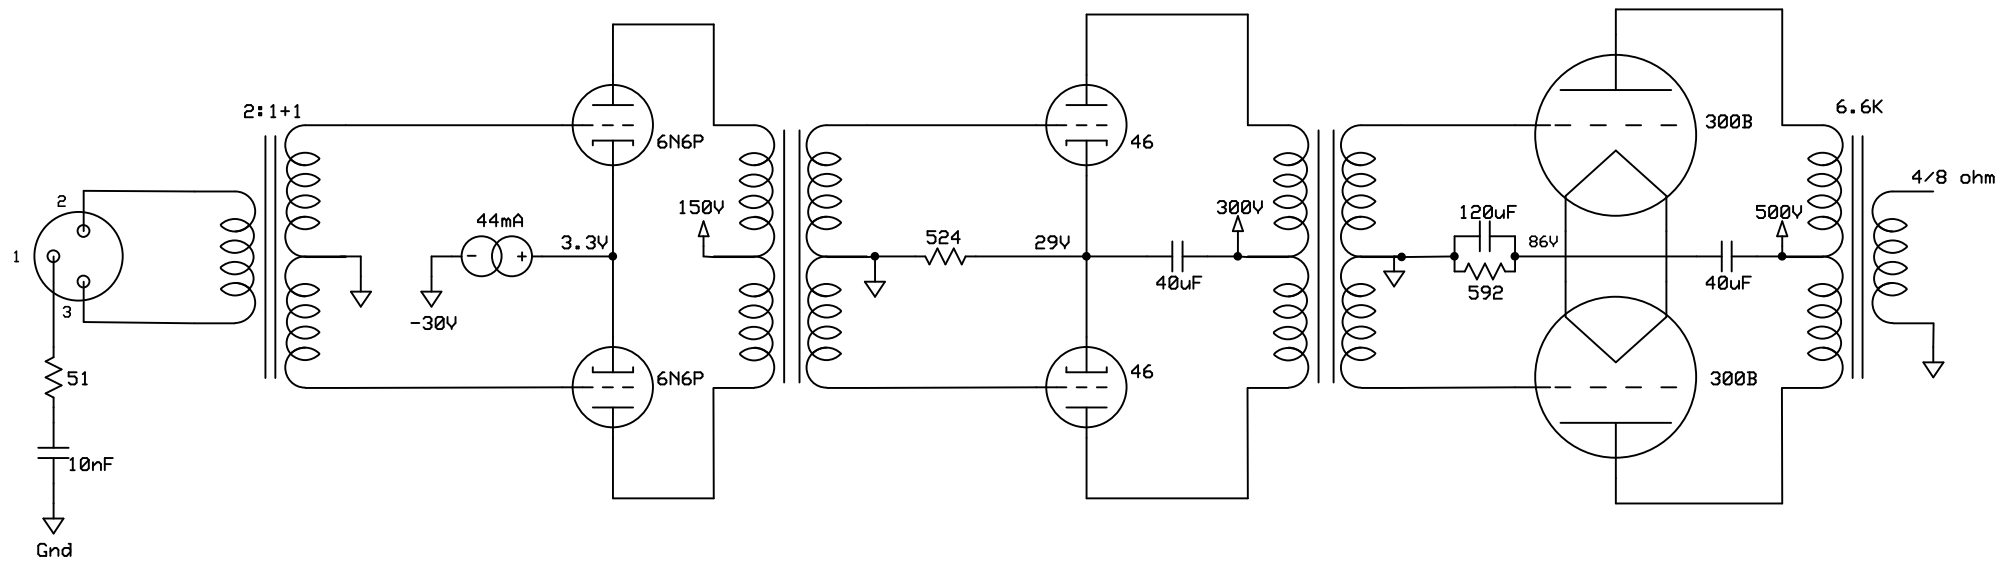 2:1+1
2
1
3
51
10nF
Gnd
44mA
-
+
-30V
3.3V
6N6P
6N6P
150V
524
29V
46
46
40uF
300V
120uF
592
86V
300B
300B
40uF
500V
6.6K
4/8 ohm